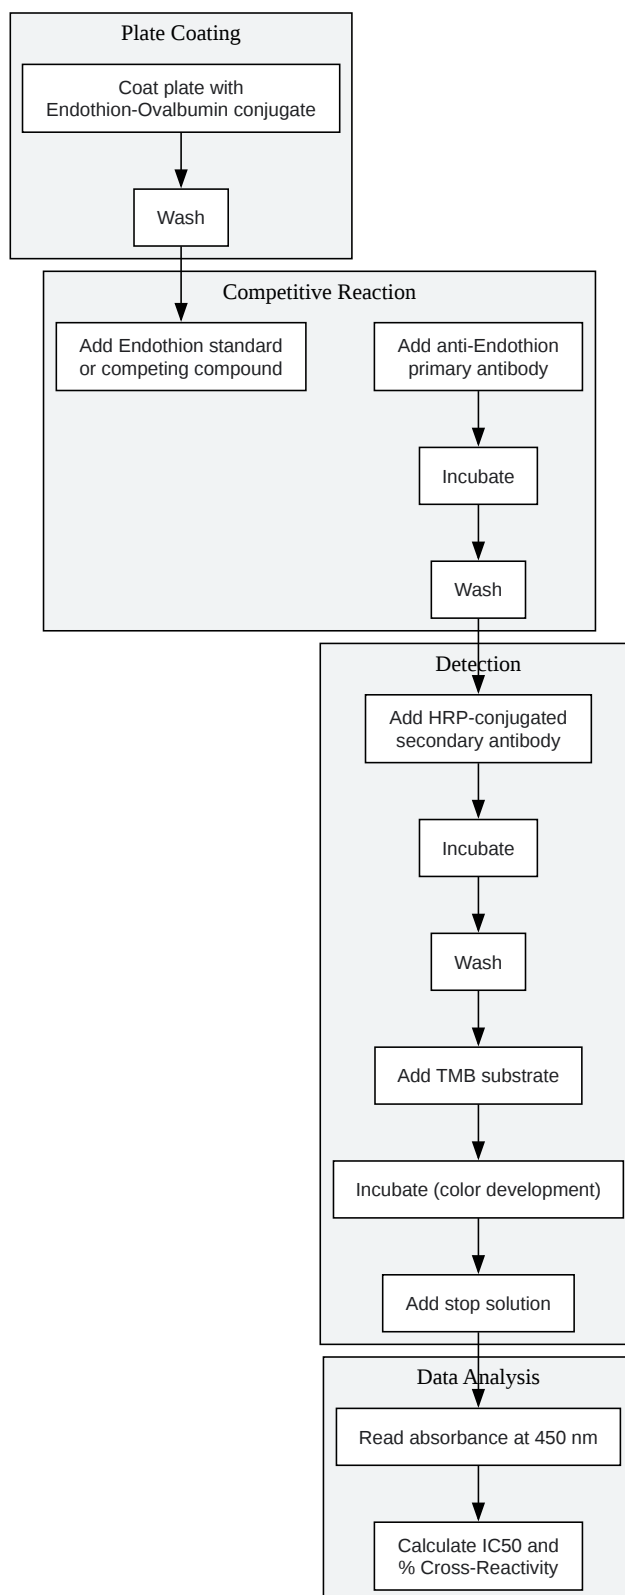 Plate Coating
Coat plate with
Endothion-Ovalbumin conjugate
Wash
Competitive Reaction
Add Endothion standard
or competing compound
Add anti-Endothion
primary antibody
Incubate
Wash
Detection
Add HRP-conjugated
secondary antibody
Incubate
Wash
Add TMB substrate
Incubate (color development)
Add stop solution
Data Analysis
Read absorbance at 450 nm
Calculate IC50 and
% Cross-Reactivity